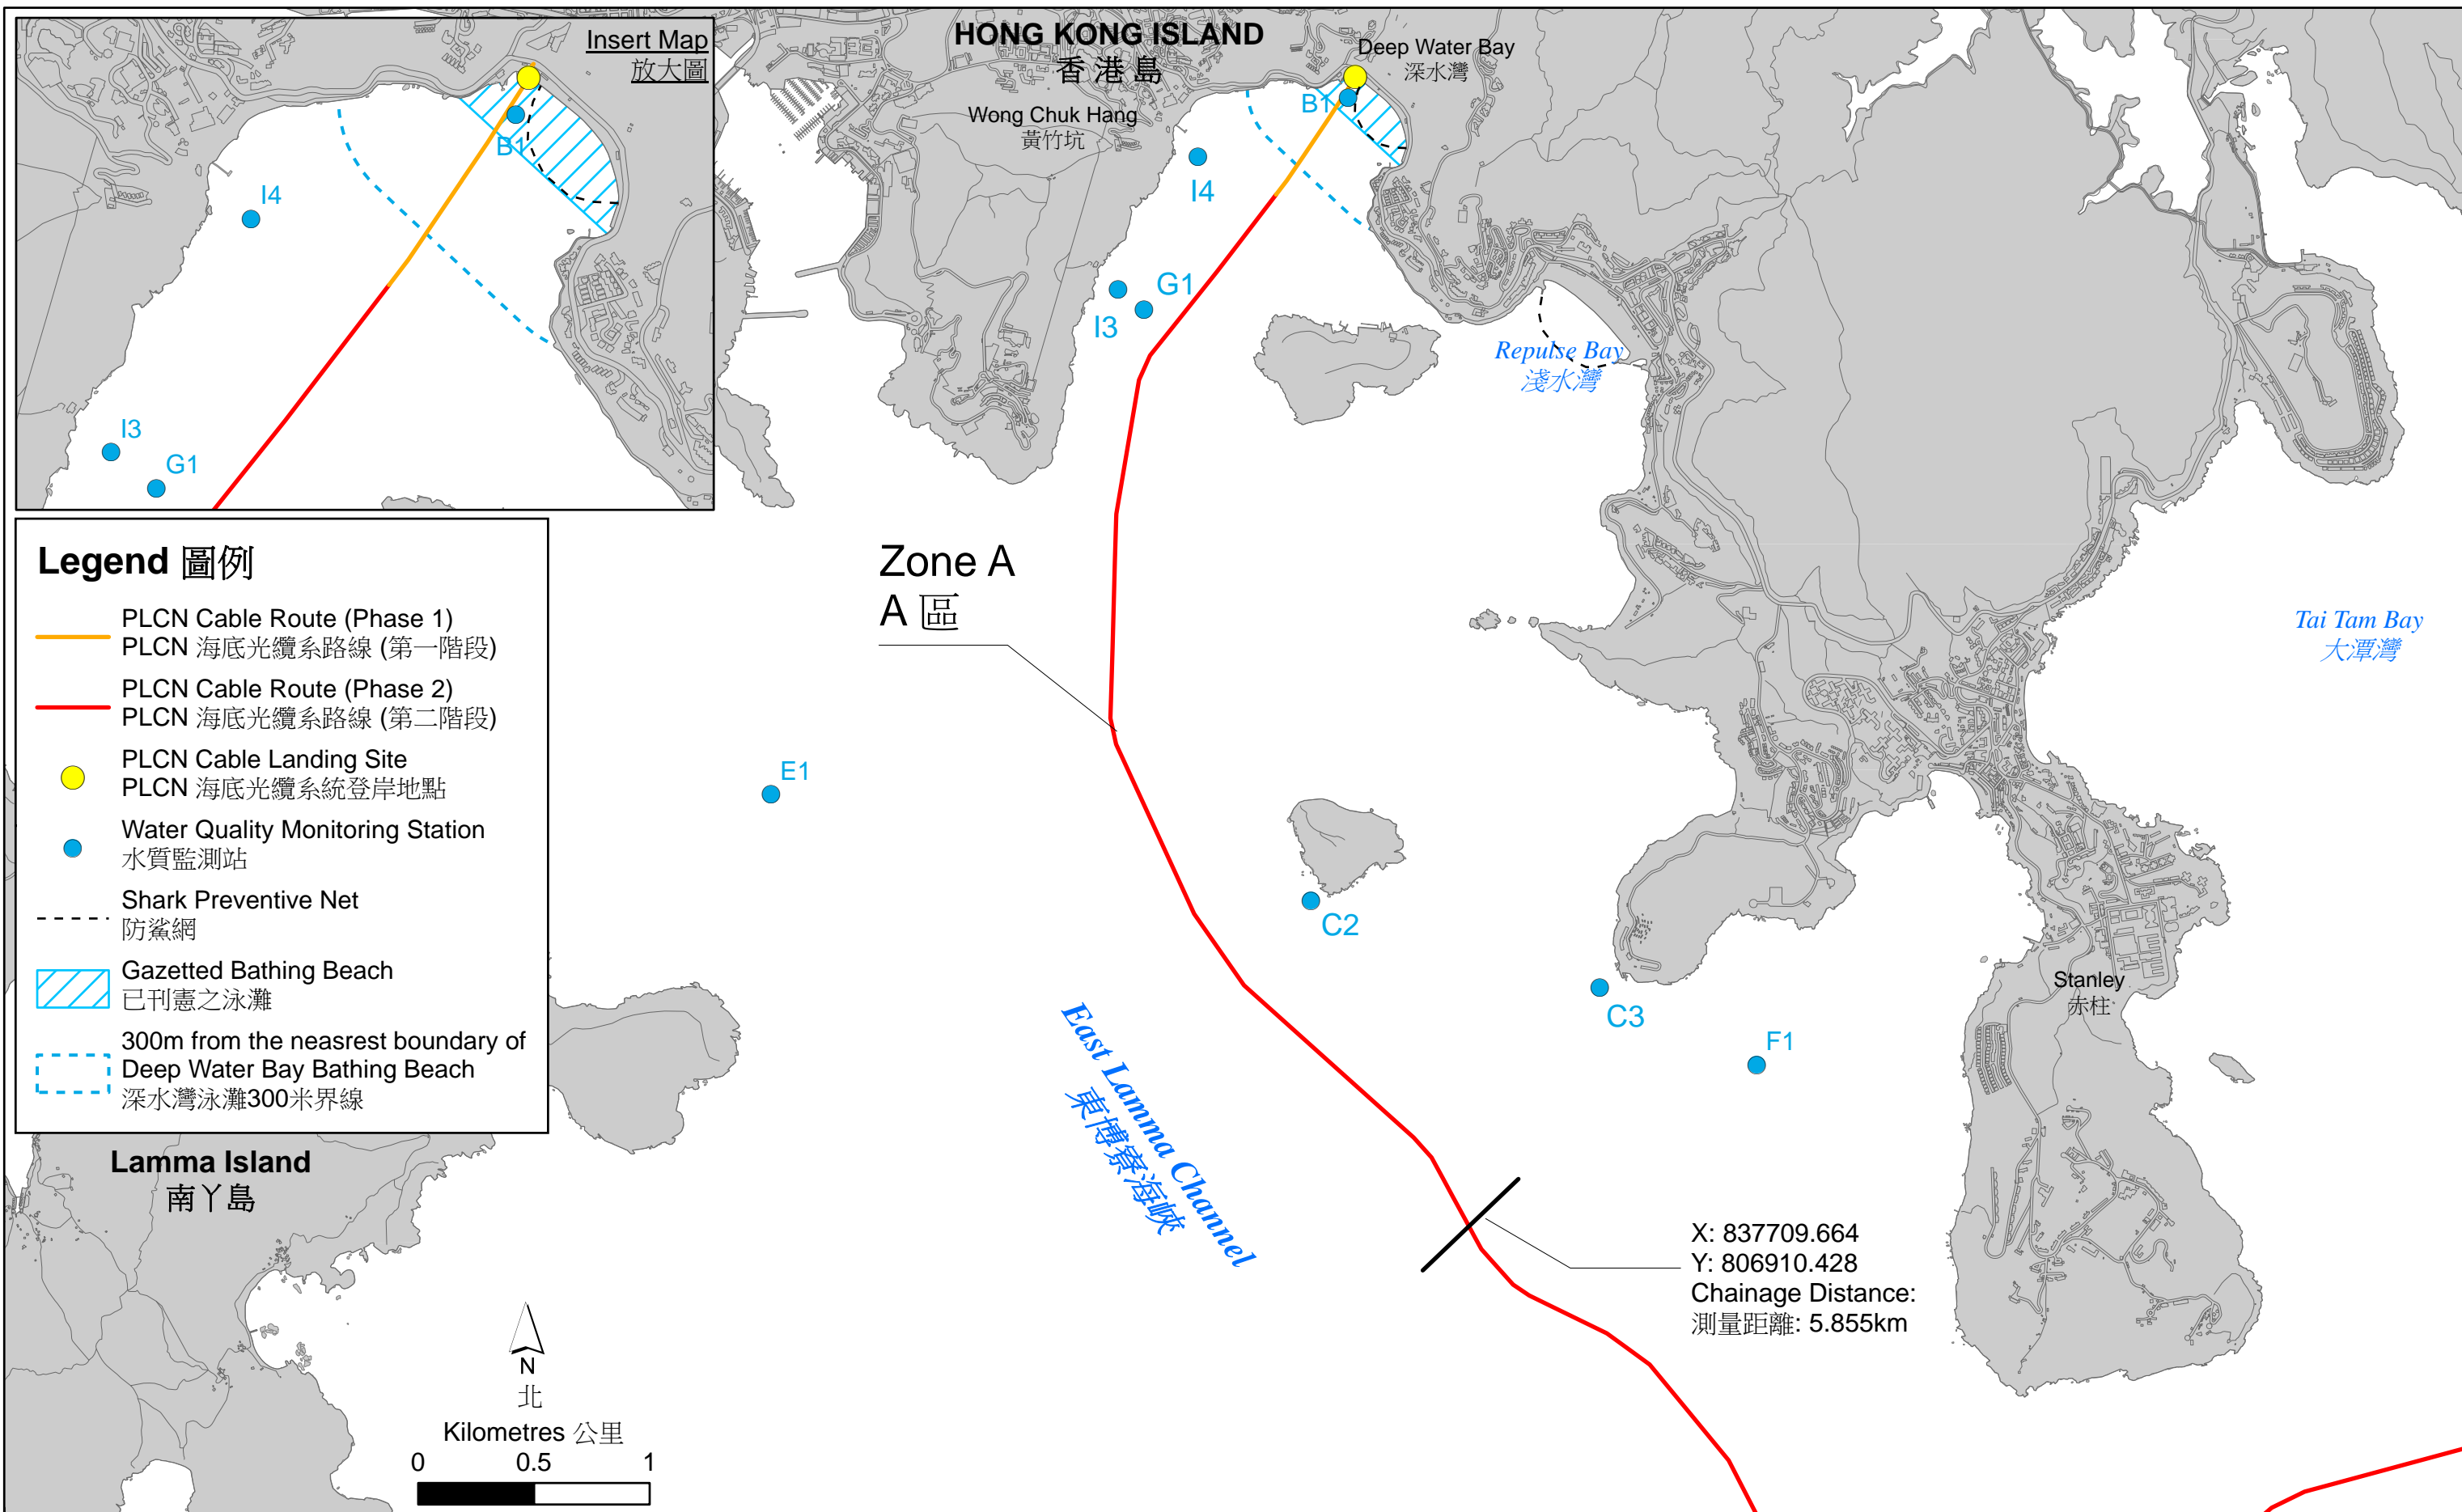 Insert Map
放大圖
B1
I4
I3
G1
HONG KONG ISLAND
香港島
Deep Water Bay
深水灣
B1
Wong Chuk Hang
黃竹坑
I4
G1
I3
Repulse Bay
淺水灣
Legend 圖例
PLCN Cable Route (Phase 1)
PLCN 海底光纜系路線 (第一階段)
PLCN Cable Route (Phase 2)
PLCN 海底光纜系路線 (第二階段)
PLCN Cable Landing Site
PLCN 海底光纜系統登岸地點
Water Quality Monitoring Station
水質監測站
Shark Preventive Net
防鯊網
Gazetted Bathing Beach
已刊憲之泳灘
300m from the neasrest boundary of
Deep Water Bay Bathing Beach
深水灣泳灘300米界線
Zone A
A 區
Tai Tam Bay
大潭灣
E1
C2
C3
F1
Stanley
赤柱
East Lamma Channel
東博寮海峽
Lamma Island
南丫島
X: 837709.664
Y: 806910.428
Chainage Distance:
測量距離: 5.855km
N
北
Kilometres 公里
0 0.5 1